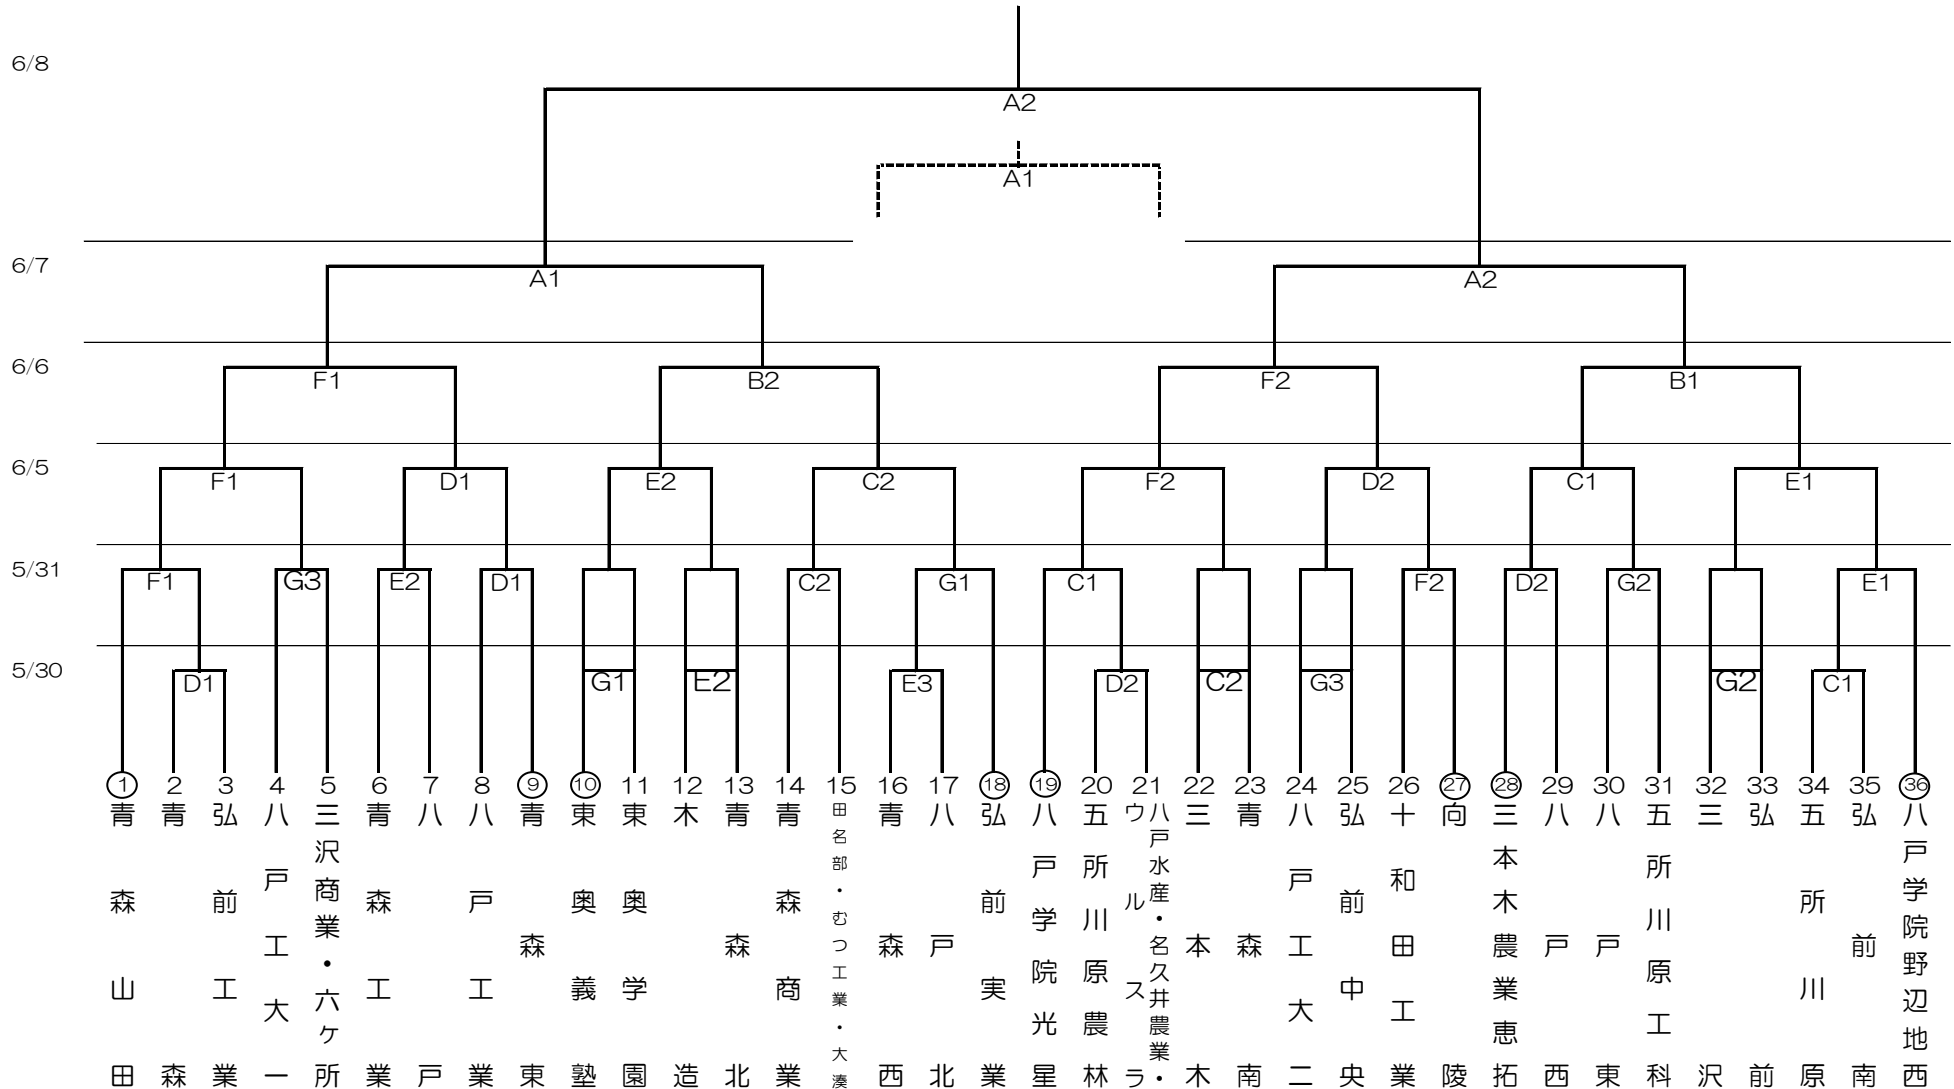 6/8
A2
A1
6/7
A1 A2
6/6
F1 B2 F2 B1
6/5
F1 D1 E2 C2 F2 D2 C1 E1
5/31
F1 G3 E2 D1 C2 G1 C1 F2 D2 G2 E1
5/30
D1 G1 E2 E3 D2 C2 G3 G2 C1
① 2 3 4 5 6 7 8 ⑨ ⑩ 11 12 13 14 15 16 17 ⑱ ⑲ 20 21 22 23 24 25 26 ㉗ ㉘ 29 30 31 32 33 34 35 ㊱
青森山田
青森
弘前工業
八戸工大一
三沢商業・六ケ所
青森工業
八戸
八戸工業
青森東
東奥義塾
東奥学園
木造
青森北
青森商業
田名部・むつ工業・大湊
青森西
八戸北
弘前実業
八戸学院光星
五所川原農林
八戸水産・名久井農業・
ウルスラ
三本木
青森南
八戸工大二
弘前中央
十和田工業
向陵
三本木農業恵拓
八戸西
八戸東
五所川原工科
三沢
弘前
五所川原
弘前南
八戸学院野辺地西